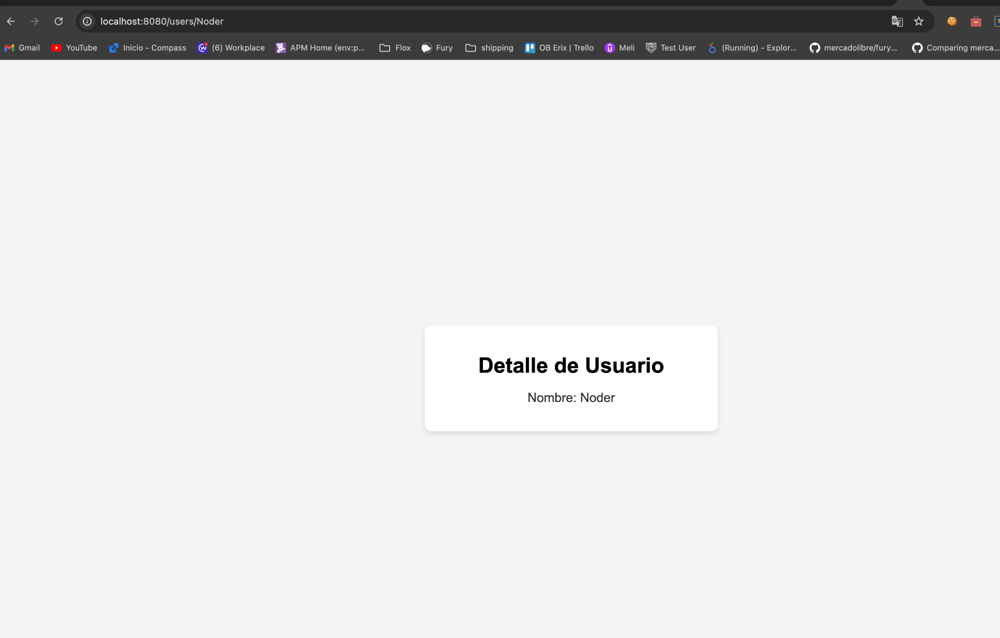 localhost:8080/users/Noder
Gmail YouTube Inicio - Compass (6) Workplace APM Home (env:p... Flox Fury shipping OB Erix | Trello Meli Test User (Running) - Explor... mercadolibre/fury... Comparing merca...
Detalle de Usuario
Nombre: Noder